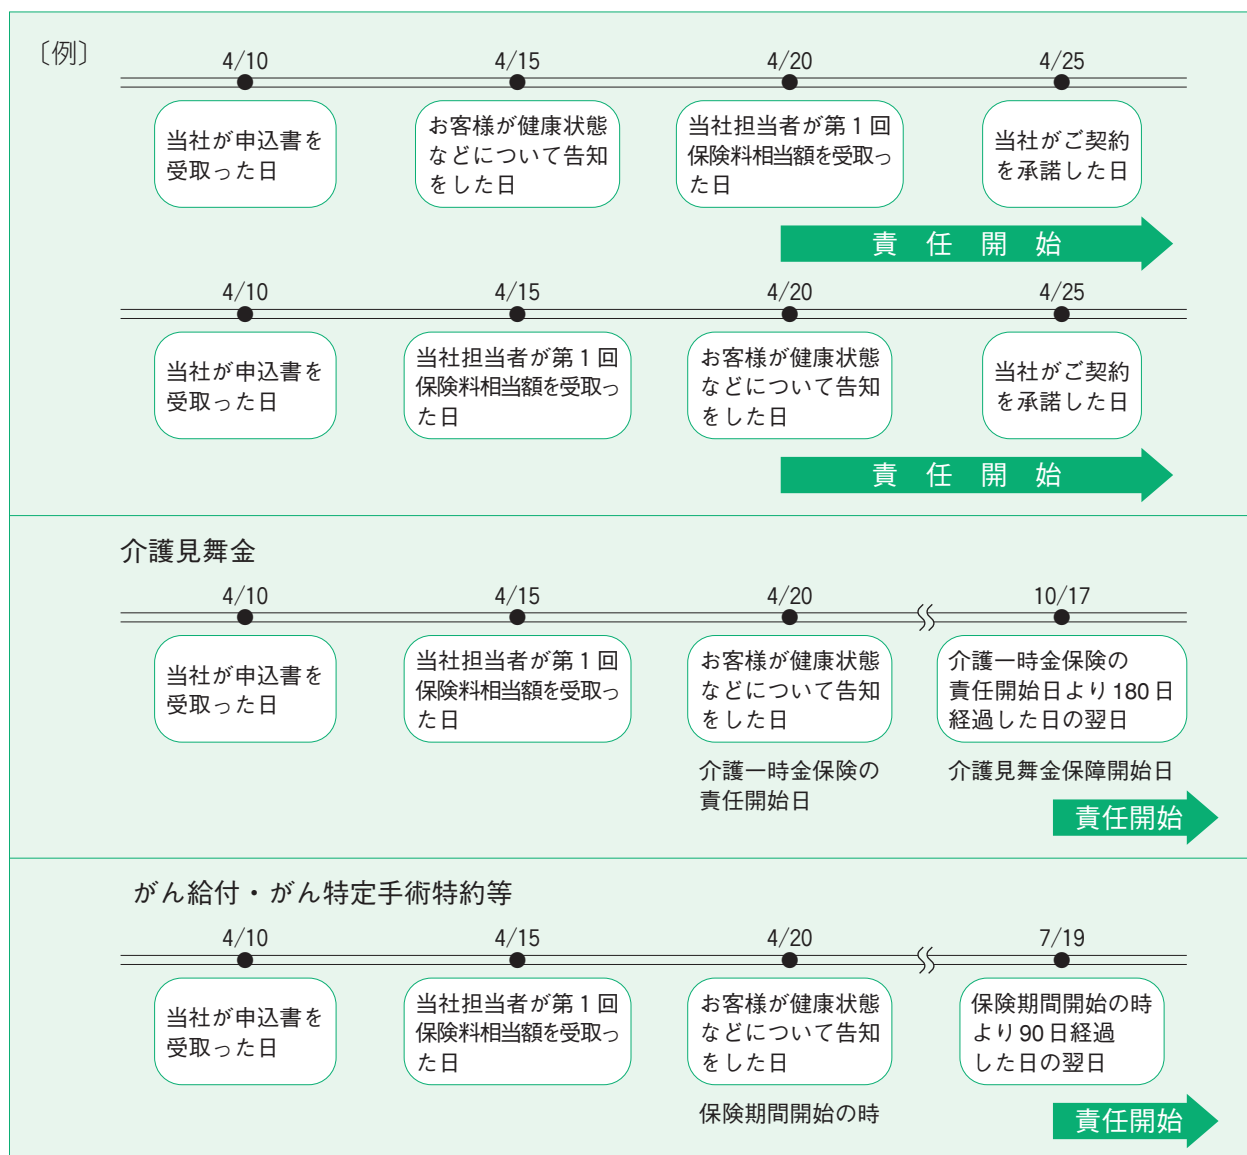 〔例〕
4/10
4/15
4/20
4/25
当社が申込書を
受取った日
お客様が健康状態
などについて告知
をした日
当社担当者が第1回
保険料相当額を受取っ
た日
当社がご契約
を承諾した日
責任開始
4/10
4/15
4/20
4/25
当社が申込書を
受取った日
当社担当者が第1回
保険料相当額を受取っ
た日
お客様が健康状態
などについて告知
をした日
当社がご契約
を承諾した日
責任開始
介護見舞金
4/10
4/15
4/20
10/17
当社が申込書を
受取った日
当社担当者が第1回
保険料相当額を受取っ
た日
お客様が健康状態
などについて告知
をした日
介護一時金保険の
責任開始日より180日
経過した日の翌日
介護一時金保険の
責任開始日
介護見舞金保障開始日
責任開始
がん給付・がん特定手術特約等
4/10
4/15
4/20
7/19
当社が申込書を
受取った日
当社担当者が第1回
保険料相当額を受取っ
た日
お客様が健康状態
などについて告知
をした日
保険期間開始の時
より90日経過
した日の翌日
保険期間開始の時
責任開始